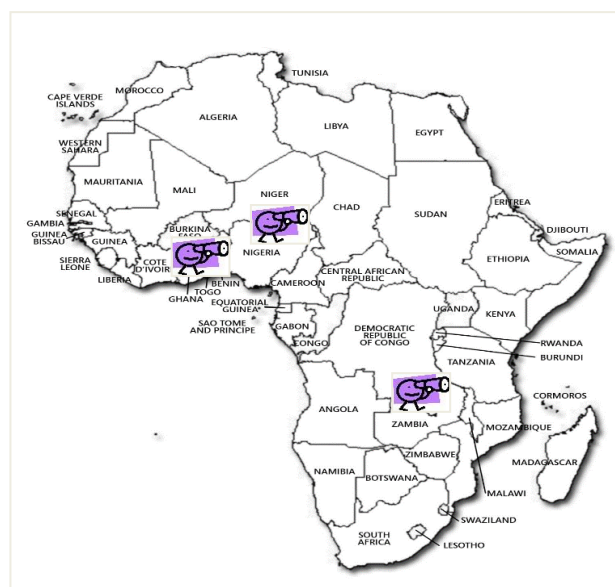 TUNISIA
MOROCCO
CAPE VERDE
ISLANDS
ALGERIA
LIBYA
EGYPT
WESTERN
SAHARA
MAURITANIA
MALI
NIGER
CHAD
SUDAN
ERITREA
SENEGAL
GAMBIA
GUINEA
BISSAU
GUINEA
BURKINA
DJIBOUTI
SOMALIA
SIERRA
LEONE
LIBERIA
COTE
D'IVOIR
GHANA
TOGO
BENIN
NIGERIA
CAMEROON
CENTRAL AFRICAN
REPUBLIC
ETHIOPIA
EQUATORIAL
GUINEA
SAO TOME
AND PRINCIPE
GABON
CONGO
DEMOCRATIC
REPUBLIC
OF CONGO
UGANDA
KENYA
RWANDA
BURUNDI
TANZANIA
CORMOROS
ANGOLA
ZAMBIA
MOZAMBIQUE
MADAGASCAR
ZIMBABWE
MALAWI
NAMIBIA
BOTSWANA
SWAZILAND
SOUTH
AFRICA
LESOTHO